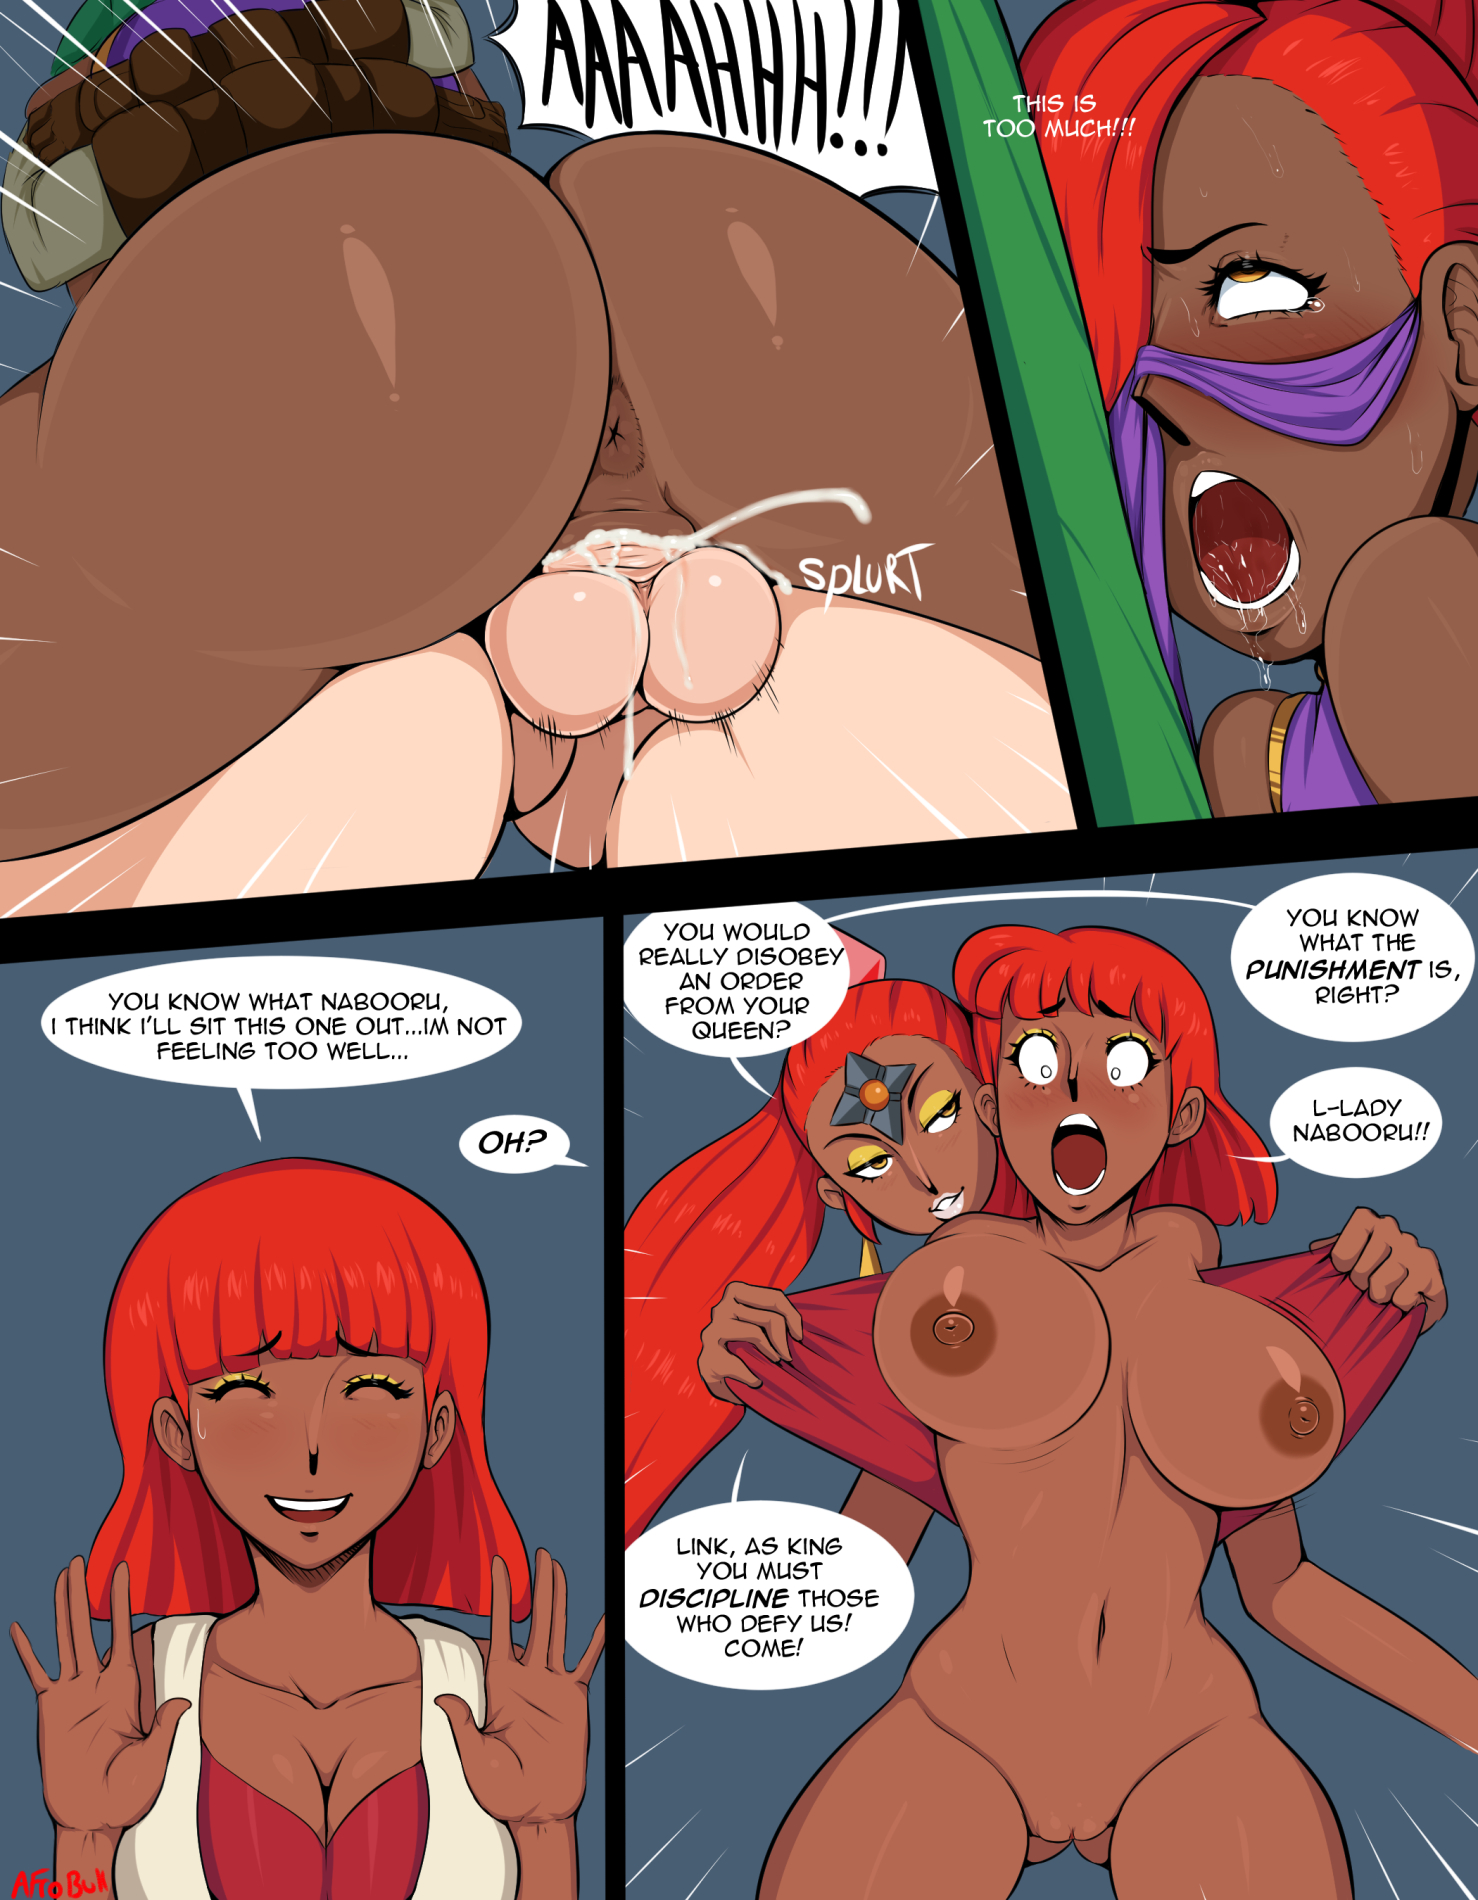 AAAAHHH!!!
THIS IS
TOO MUCH!!!
SPLURT
YOU KNOW WHAT NABOORU,
I THINK I'LL SIT THIS ONE OUT...IM NOT
FEELING TOO WELL...
OH?
YOU WOULD
REALLY DISOBEY
AN ORDER
FROM YOUR
QUEEN?
YOU KNOW
WHAT THE
PUNISHMENT IS,
RIGHT?
L-LADY
NABOORU!!
LINK, AS KING
YOU MUST
DISCIPLINE THOSE
WHO DEFY US!
COME!
AFROBULL